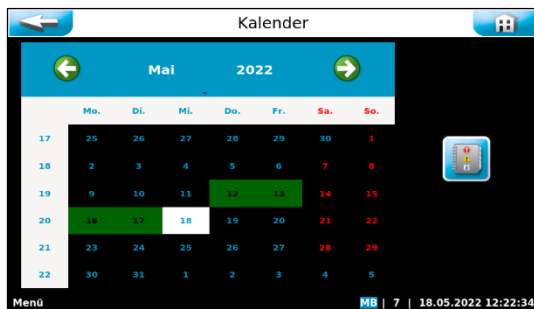 Kalender
Mai 2022
Mo. Di. Mi. Do. Fr. Sa. So.
17 25 26 27 28 29 30 1
18 2 3 4 5 6 7 8
19 9 10 11 12 13 14 15
20 16 17 18 19 20 21 22
21 23 24 25 26 27 28 29
22 30 31 1 2 3 4 5
Menü MB | 7 | 18.05.2022 12:22:34